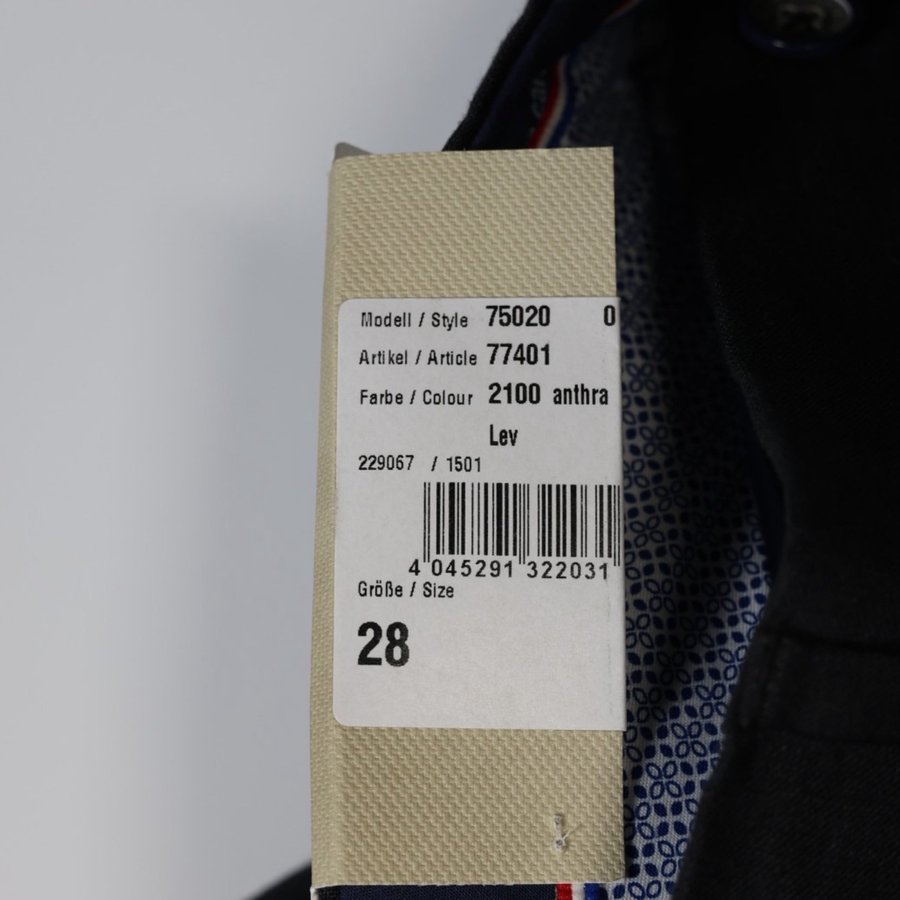 Modell / Style 75020 0
Artikel / Article 77401
Farbe / Colour 2100 anthra
Lev
229067 / 1501
4 045291 322031
Größe / Size
28